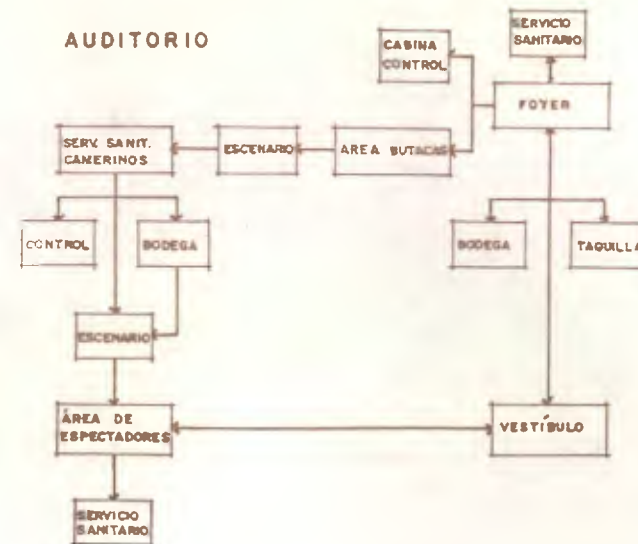 AUDITORIO
SERVICIO
SANITARIO
CABINA
CONTROL
FOYER
SERV. SANIT.
CAMERINOS
ESCENARIO
AREA BUTACAS
CONTROL
BODEGA
BODEGA
TAQUILLA
ESCENARIO
ÁREA DE
ESPECTADORES
VESTÍBULO
SERVICIO
SANITARIO